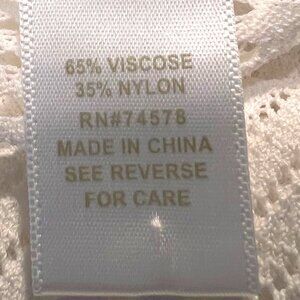 65% VISCOSE
35% NYLON
RN#74578
MADE IN CHINA
SEE REVERSE
FOR CARE